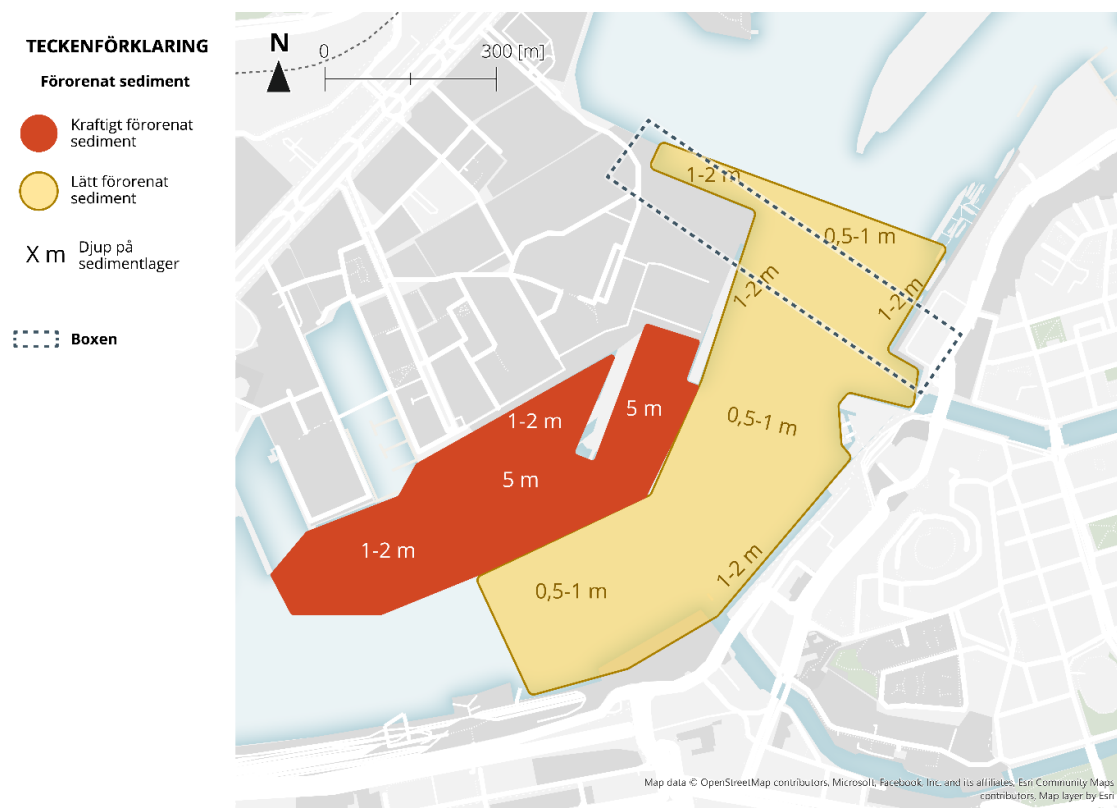 TECKENFÖRKLARING
Förorenat sediment
Kraftigt förorenat
sediment
Lätt förorenat
sediment
X m
Djup på
sedimentlager
Boxen
N
0
300 [m]
1-2 m
0,5-1 m
1-2 m
1-2 m
1-2 m
5 m
0,5-1 m
5 m
1-2 m
1-2 m
0,5-1 m
Map data © OpenStreetMap contributors, Microsoft, Facebook, Inc. and its affiliates, Esri Community Maps
contributors, Map layer by Esri